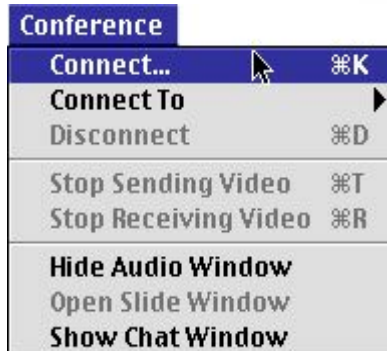 Conference
Connect... ⌘K
Connect To
Disconnect ⌘D
Stop Sending Video ⌘T
Stop Receiving Video ⌘R
Hide Audio Window
Open Slide Window
Show Chat Window